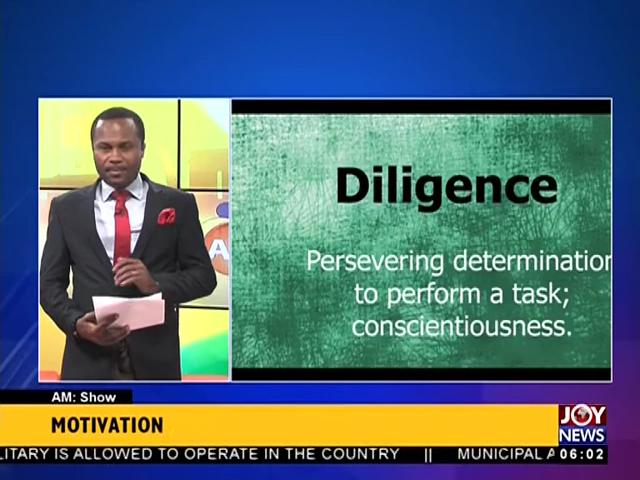 Diligence
Persevering determination
to perform a task;
conscientiousness.
AM: Show
MOTIVATION
JOY
NEWS
IS ALLOWED TO OPERATE IN THE COUNTRY || MUNICIPAL
06:02